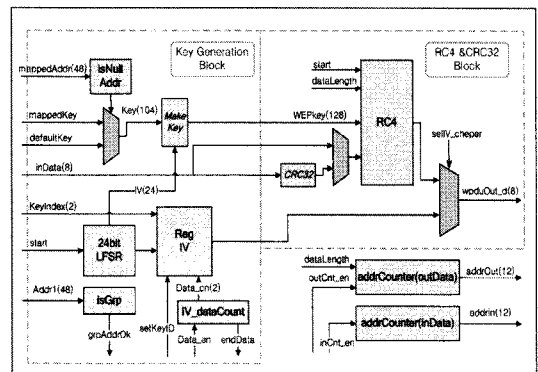 Key Generation
Block
RC4 &CRC32
Block
mappedAddr(48)
isNull
Addr
start
dataLength
mappedKey
Key(104)
Make
Key
WEPkey(128)
RC4
defaultKey
selIV_cheper
inData(8)
CRC32
IV(24)
wpduOut_d(8)
KeyIndex(2)
Reg
IV
start
24bit
LFSR
dataLength
outCnt_en
addrCounter(outData)
addrOut(12)
Addr1(48)
isGrp
Data_cn(2)
IV_dataCount
addrCounter(inData)
addrin(12)
grpAddrOk
setKeyID
Data_en
endData
inCnt_en